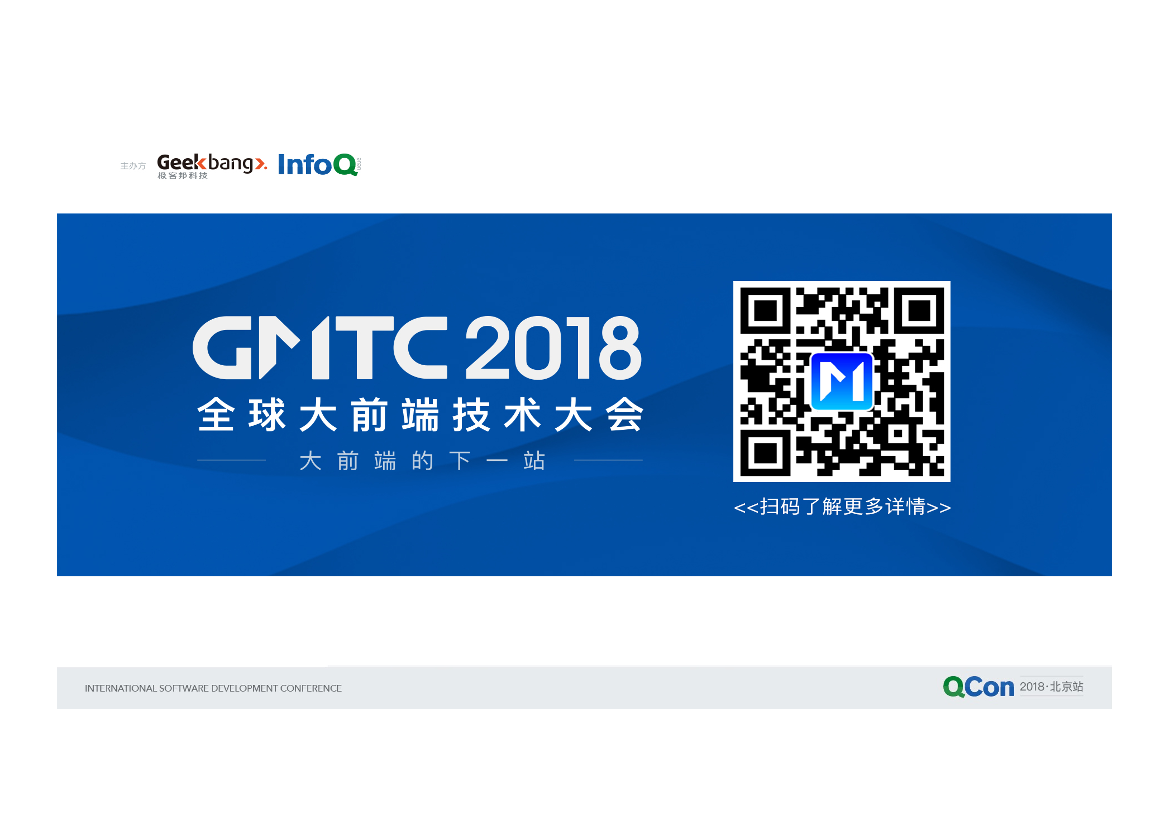 主办方 Geekbang 极客邦科技 InfoQ
GMTC 2018
全球大前端技术大会
大前端的下一站
<<扫码了解更多详情>>
INTERNATIONAL SOFTWARE DEVELOPMENT CONFERENCE
QCon 2018·北京站